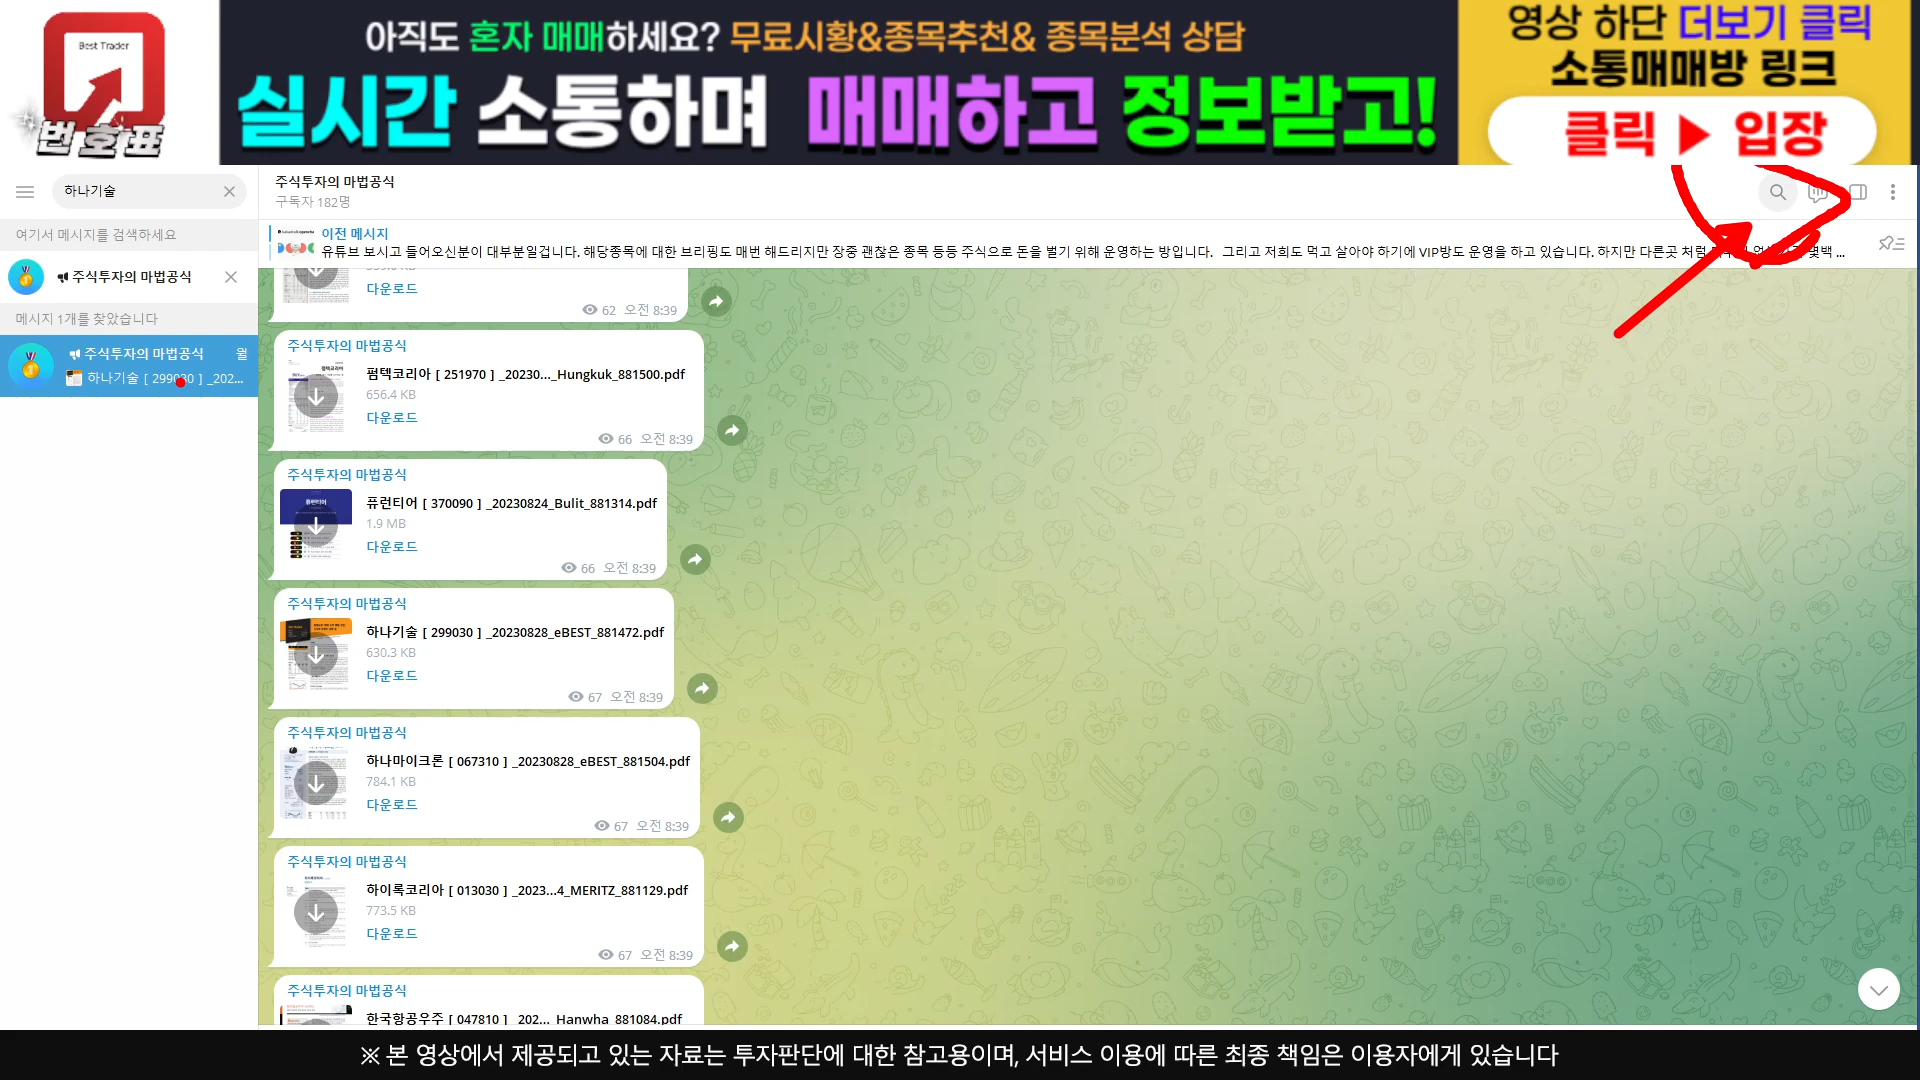 Best Trader
번호표
아직도 혼자 매매하세요? 무료시황&종목추천& 종목분석 상담
실시간 소통하며 매매하고 정보받고!
영상 하단 더보기 클릭
소통매매방 링크
클릭 ▶ 입장
하나기술
여기서 메시지를 검색하세요
주식투자의 마법공식
메시지 1개를 찾았습니다
주식투자의 마법공식 월
하나기술 [ 299030 ] _202...
주식투자의 마법공식
구독자 182명
이전 메시지
유튜브 보시고 들어오신분이 대부분일겁니다. 해당종목에 대한 브리핑도 매번 해드리지만 장중 괜찮은 종목 등등 주식으로 돈을 벌기 위해 운영하는 방입니다. 그리고 저희도 먹고 살아야 하기에 VIP방도 운영을 하고 있습니다. 하지만 다른곳 처럼 몇백 ...
다운로드
62 오전 8:39
주식투자의 마법공식
펌텍코리아 [ 251970 ] _20230..._Hungkuk_881500.pdf
656.4 KB
다운로드
66 오전 8:39
주식투자의 마법공식
퓨런티어 [ 370090 ] _20230824_Bulit_881314.pdf
1.9 MB
다운로드
66 오전 8:39
주식투자의 마법공식
하나기술 [ 299030 ] _20230828_eBEST_881472.pdf
630.3 KB
다운로드
67 오전 8:39
주식투자의 마법공식
하나마이크론 [ 067310 ] _20230828_eBEST_881504.pdf
784.1 KB
다운로드
67 오전 8:39
주식투자의 마법공식
하이록코리아 [ 013030 ] _2023...4_MERITZ_881129.pdf
773.5 KB
다운로드
67 오전 8:39
주식투자의 마법공식
한국항공우주 [ 047810 ] _202..._Hanwha_881084.pdf
※ 본 영상에서 제공되고 있는 자료는 투자판단에 대한 참고용이며, 서비스 이용에 따른 최종 책임은 이용자에게 있습니다